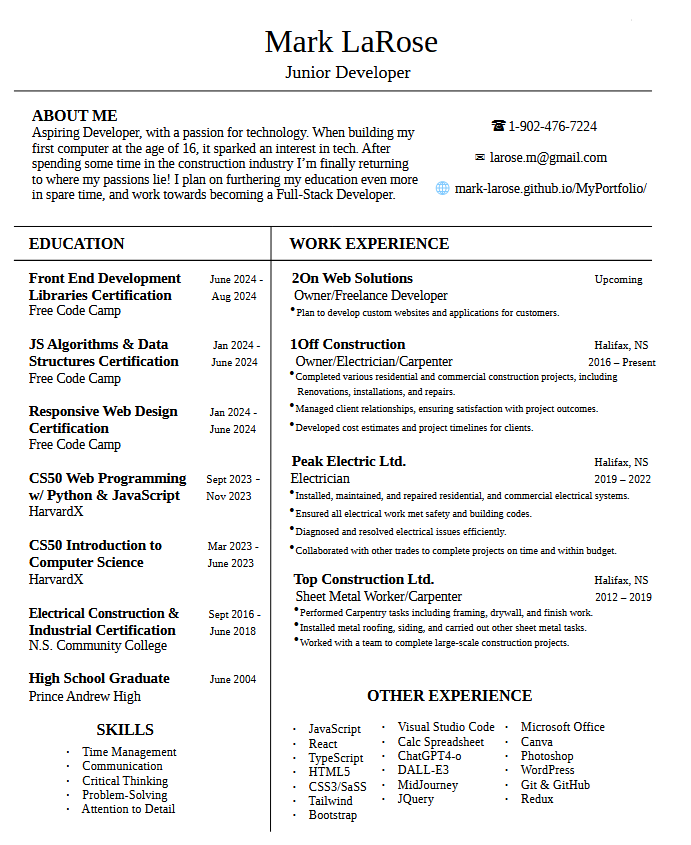 Mark LaRose
Junior Developer
ABOUT ME
Aspiring Developer, with a passion for technology. When building my
first computer at the age of 16, it sparked an interest in tech. After
spending some time in the construction industry I'm finally returning
to where my passions lie! I plan on furthering my education even more
in spare time, and work towards becoming a Full-Stack Developer.
1-902-476-7224
larose.m@gmail.com
mark-larose.github.io/MyPortfolio/
EDUCATION
Front End Development June 2024 -
Libraries Certification Aug 2024
Free Code Camp
JS Algorithms & Data Jan 2024 -
Structures Certification June 2024
Free Code Camp
Responsive Web Design Jan 2024 -
Certification June 2024
Free Code Camp
CS50 Web Programming Sept 2023 -
w/ Python & JavaScript Nov 2023
HarvardX
CS50 Introduction to Mar 2023 -
Computer Science June 2023
HarvardX
Electrical Construction & Sept 2016 -
Industrial Certification June 2018
N.S. Community College
High School Graduate June 2004
Prince Andrew High
SKILLS
· Time Management
· Communication
· Critical Thinking
· Problem-Solving
· Attention to Detail
WORK EXPERIENCE
2On Web Solutions Upcoming
Owner/Freelance Developer
•Plan to develop custom websites and applications for customers.
1Off Construction Halifax, NS
Owner/Electrician/Carpenter 2016 – Present
•Completed various residential and commercial construction projects, including
Renovations, installations, and repairs.
•Managed client relationships, ensuring satisfaction with project outcomes.
•Developed cost estimates and project timelines for clients.
Peak Electric Ltd. Halifax, NS
Electrician 2019 – 2022
•Installed, maintained, and repaired residential, and commercial electrical systems.
•Ensured all electrical work met safety and building codes.
•Diagnosed and resolved electrical issues efficiently.
•Collaborated with other trades to complete projects on time and within budget.
Top Construction Ltd. Halifax, NS
Sheet Metal Worker/Carpenter 2012 – 2019
•Performed Carpentry tasks including framing, drywall, and finish work.
•Installed metal roofing, siding, and carried out other sheet metal tasks.
•Worked with a team to complete large-scale construction projects.
OTHER EXPERIENCE
· JavaScript
· React
· TypeScript
· HTML5
· CSS3/SaSS
· Tailwind
· Bootstrap
· Visual Studio Code
· Calc Spreadsheet
· ChatGPT4-o
· DALL-E3
· MidJourney
· JQuery
· Microsoft Office
· Canva
· Photoshop
· WordPress
· Git & GitHub
· Redux